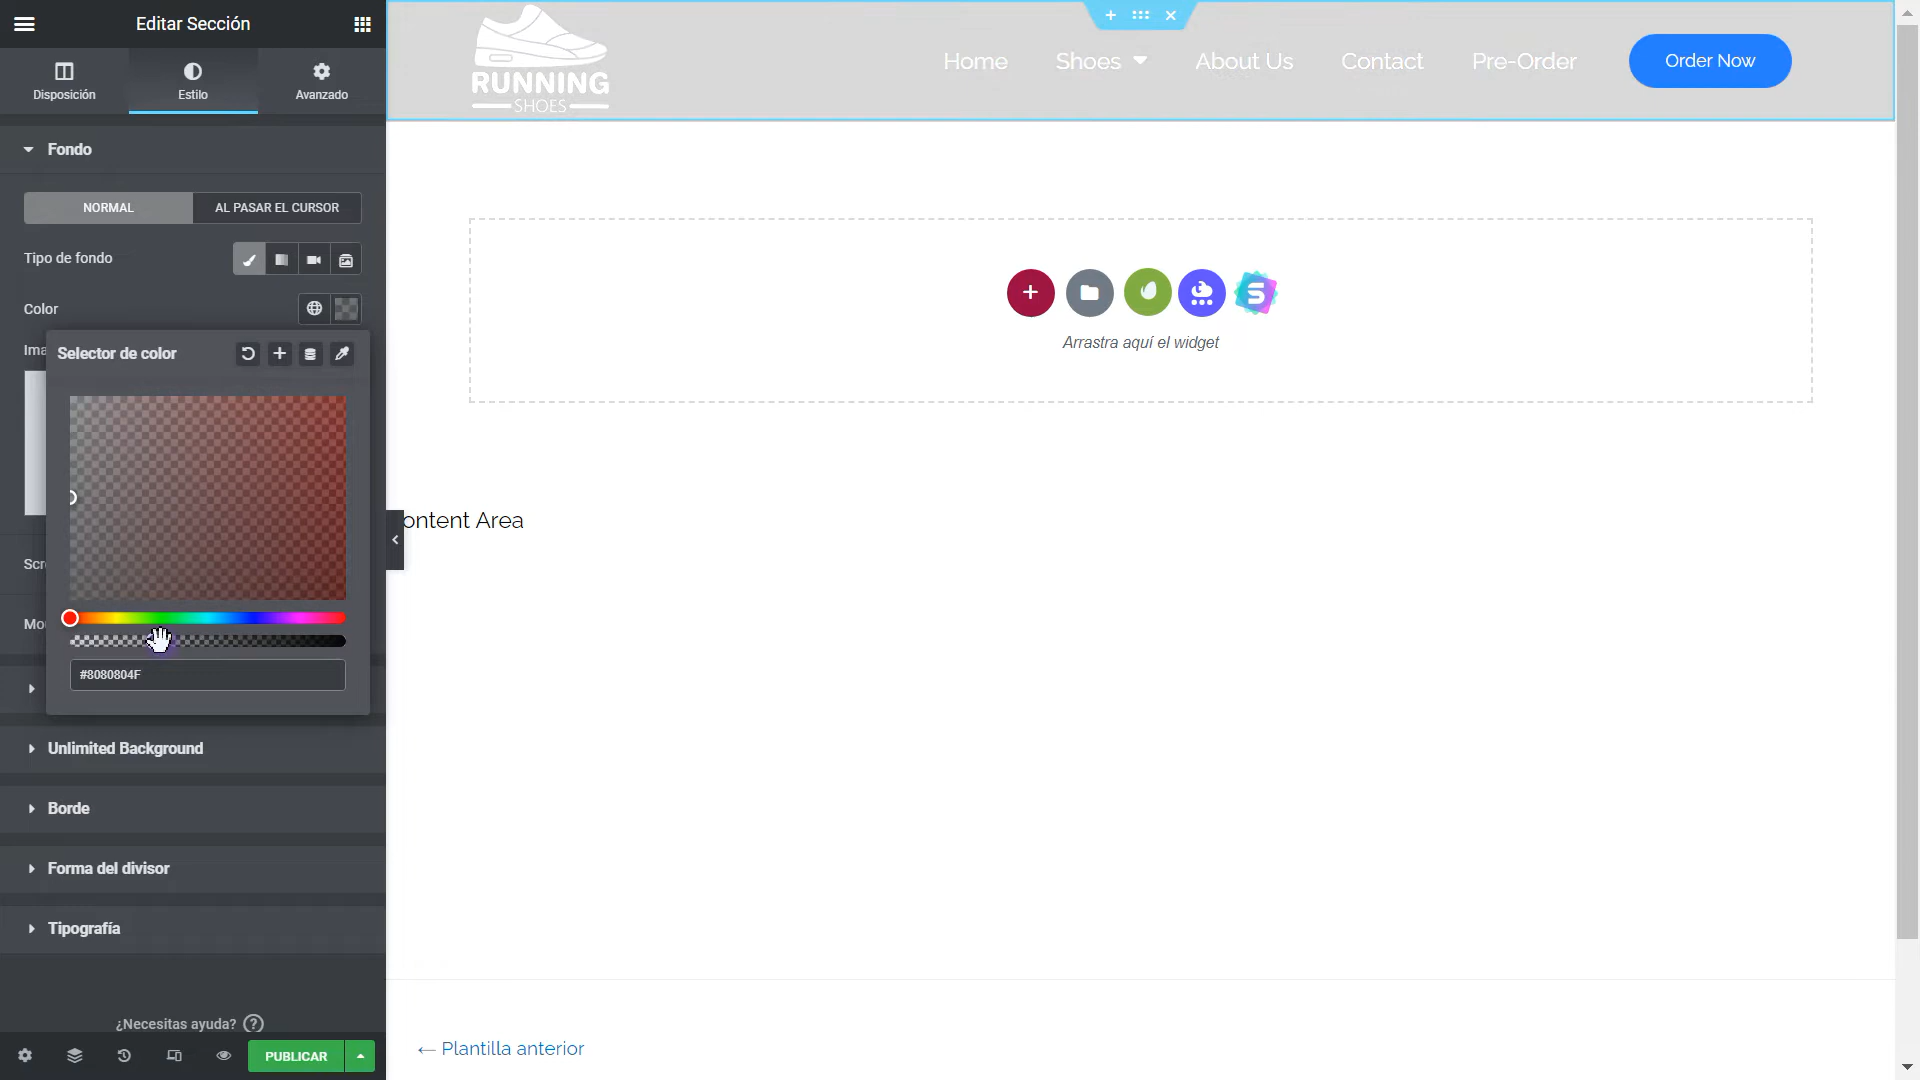 Editar Sección
Disposición
Estilo
Avanzado
Fondo
NORMAL
AL PASAR EL CURSOR
Tipo de fondo
Color
Ima
Selector de color
Scr
#8080804F
Unlimited Background
Borde
Forma del divisor
Tipografía
¿Necesitas ayuda? ?
PUBLICAR
RUNNING
SHOES
Home
Shoes
About Us
Contact
Pre-Order
Order Now
Arrastra aquí el widget
ontent Area
← Plantilla anterior